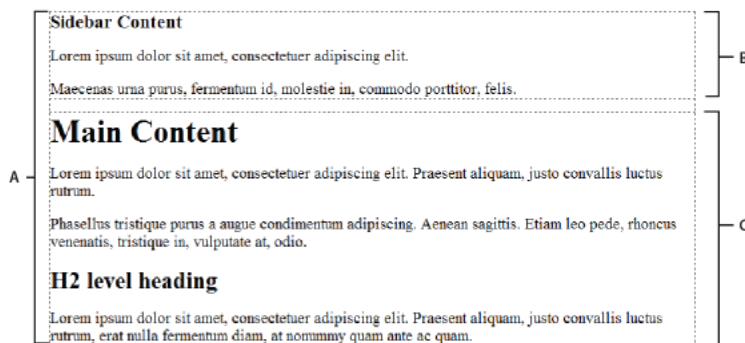 Sidebar Content
Lorem ipsum dolor sit amet, consectetuer adipiscing elit.
B
Maecenas urna purus, fermentum id, molestie in, commodo porttitor, felis.
Main Content
Lorem ipsum dolor sit amet, consectetuer adipiscing elit. Praesent aliquam, justo convallis luctus
A
rutrum.
Phasellus tristique purus a augue condimentum adipiscing. Aenean sagittis. Etiam leo pede, rhoncus
C
venenatis, tristique in, vulputate at, odio.
H2 level heading
Lorem ipsum dolor sit amet, consectetuer adipiscing elit. Praesent aliquam, justo convallis luctus
rutrum, erat nulla fermentum diam, at nonummy quam ante ac quam.